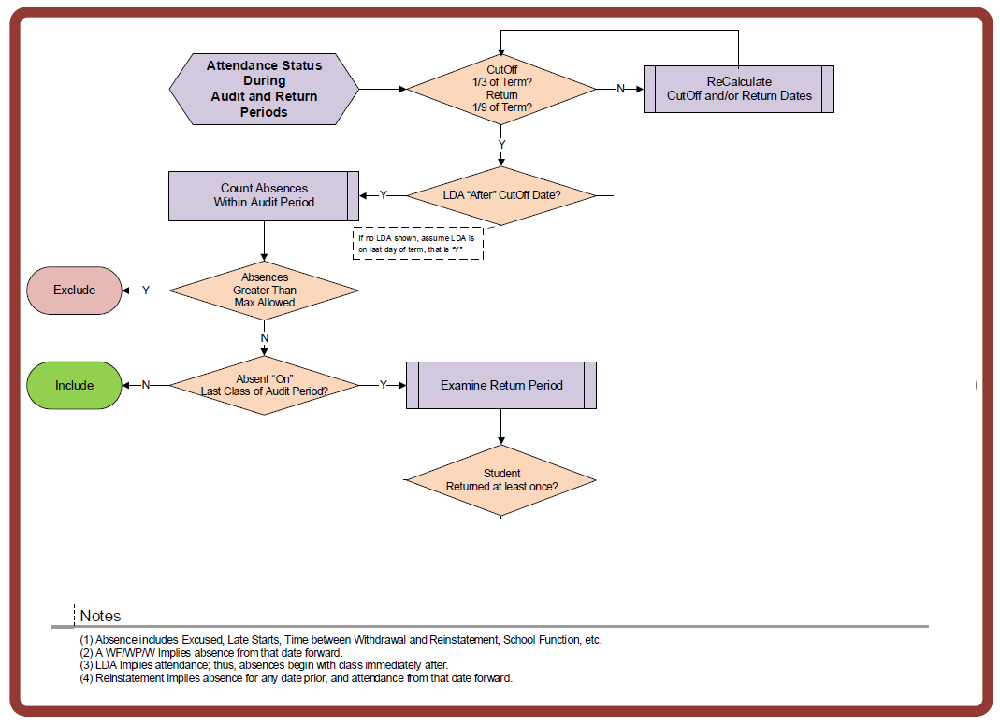 Attendance Status
During
Audit and Return
Periods
CutOff
1/3 of Term?
Return
1/9 of Term?
N
ReCalculate
CutOff and/or Return Dates
Y
Count Absences
Within Audit Period
Y
LDA “After” CutOff Date?
If no LDA shown, assume LDA is
on last day of term, that is “Y”
Exclude
Y
Absences
Greater Than
Max Allowed
N
Include
N
Absent “On”
Last Class of Audit Period?
Y
Examine Return Period
Student
Returned at least once?
Notes
(1) Absence includes Excused, Late Starts, Time between Withdrawal and Reinstatement, School Function, etc.
(2) A WF/WP/W Implies absence from that date forward.
(3) LDA Implies attendance; thus, absences begin with class immediately after.
(4) Reinstatement implies absence for any date prior, and attendance from that date forward.